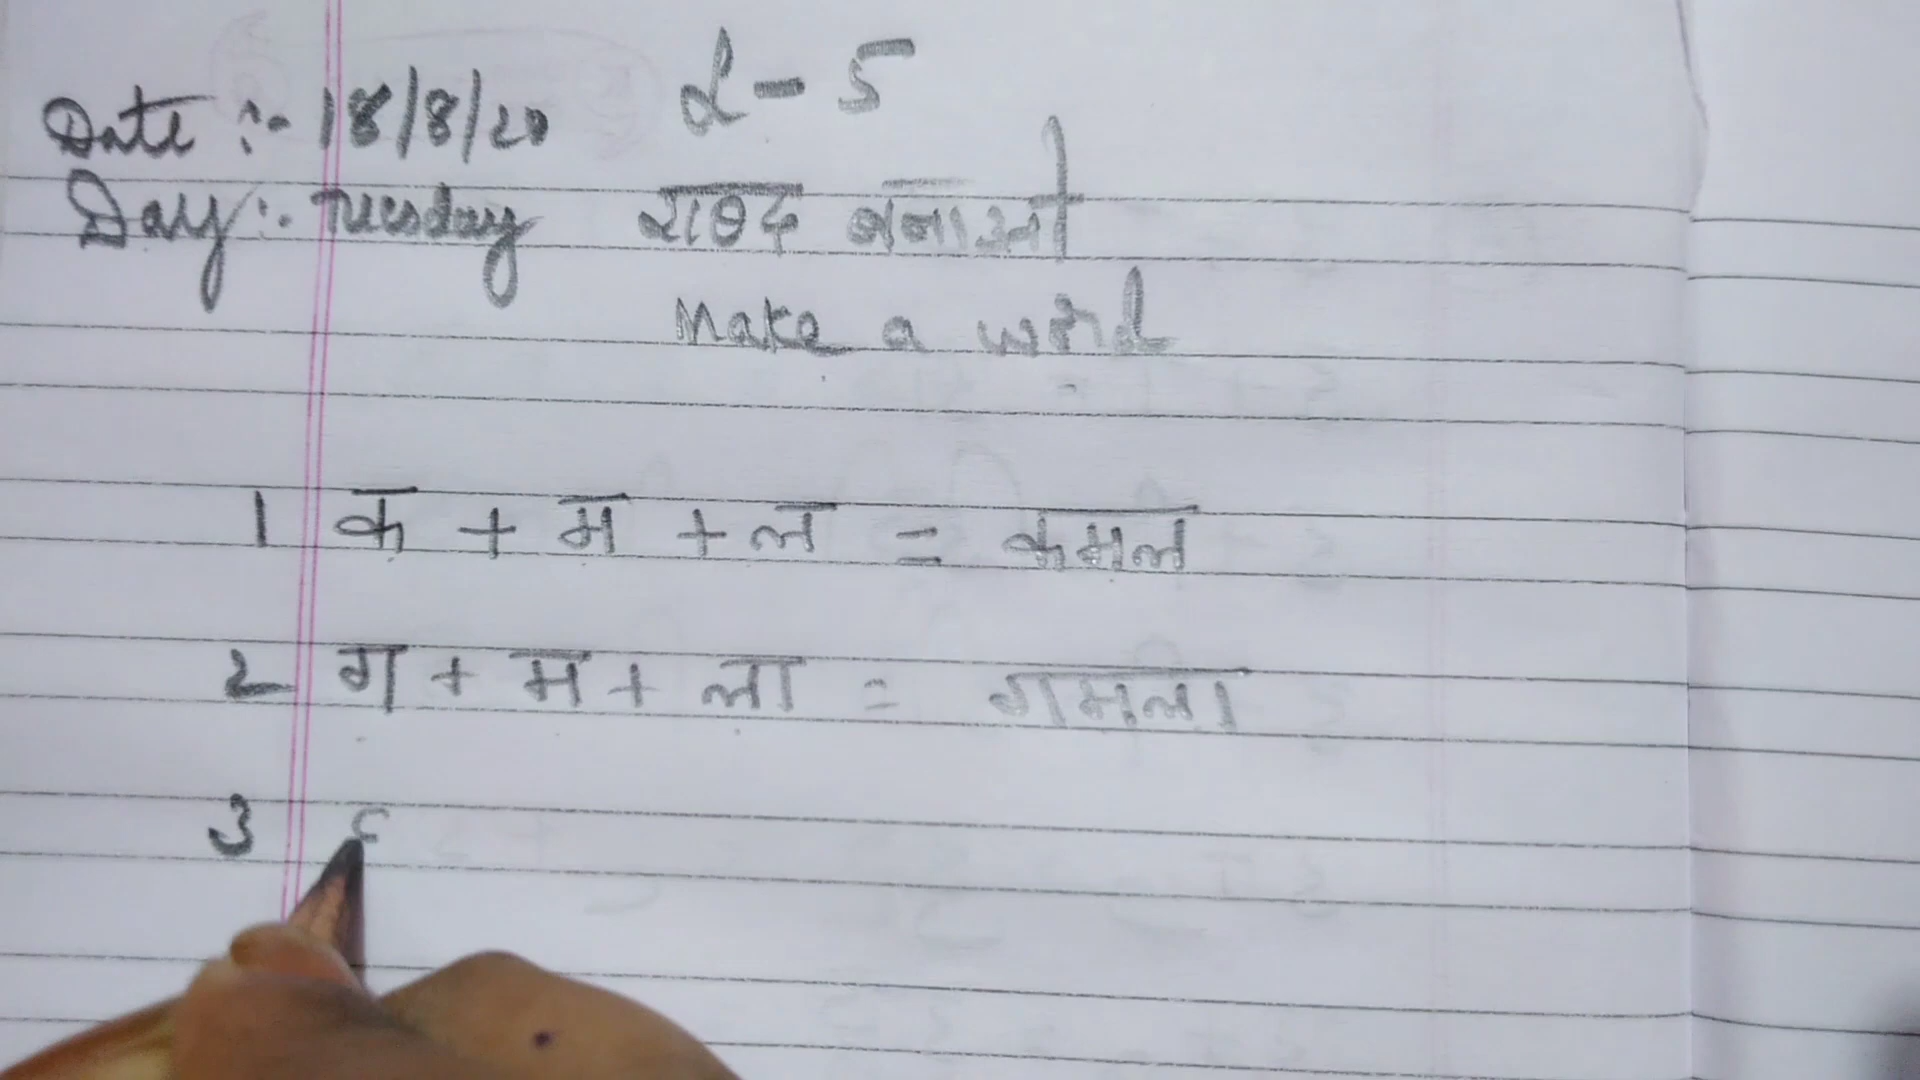 L - 5
Date :- 18/8/20
Day :- Tuesday शब्द बनाओ
Make a word
1 क + म + ल = कमल
2 ग + म + ला = गमला
3